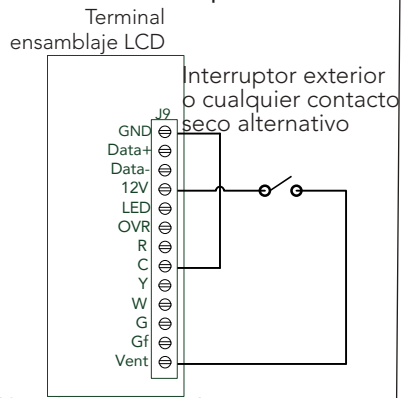 Terminal
ensamblaje LCD
Interruptor exterior
o cualquier contacto
seco alternativo
J9
GND
Data+
Data-
12V
LED
OVR
R
C
Y
W
G
Gf
Vent